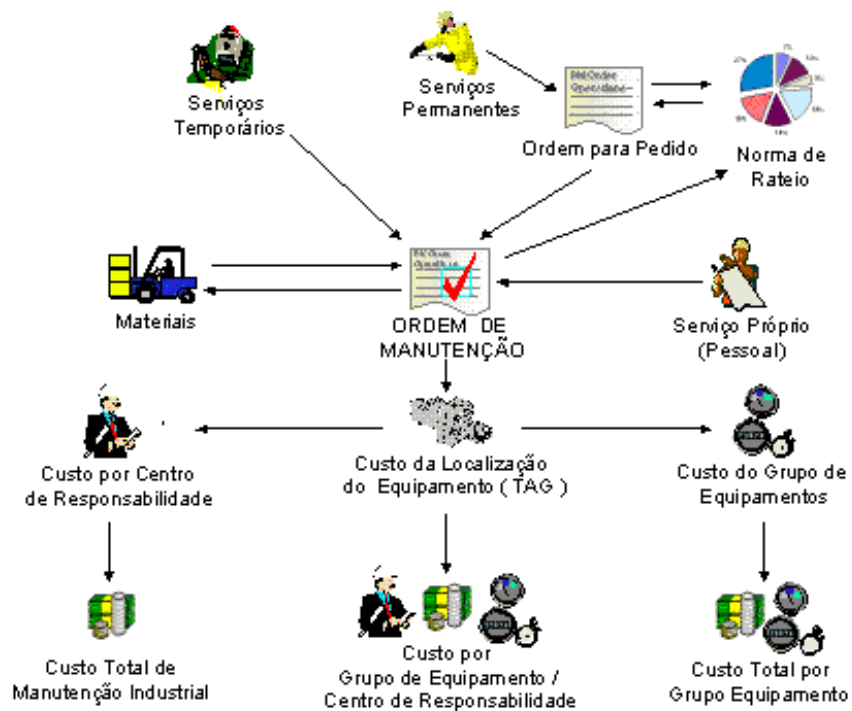 Serviços
Temporários
Serviços
Permanentes
Ordem para Pedido
Norma de
Rateio
Materiais
ORDEM DE
MANUTENÇÃO
Serviço Próprio
(Pessoal)
Custo por Centro
de Responsabilidade
Custo da Localização
do Equipamento ( TAG )
Custo do Grupo de
Equipamentos
Custo Total de
Manutenção Industrial
Custo por
Grupo de Equipamento /
Centro de Responsabilidade
Custo Total por
Grupo Equipamento